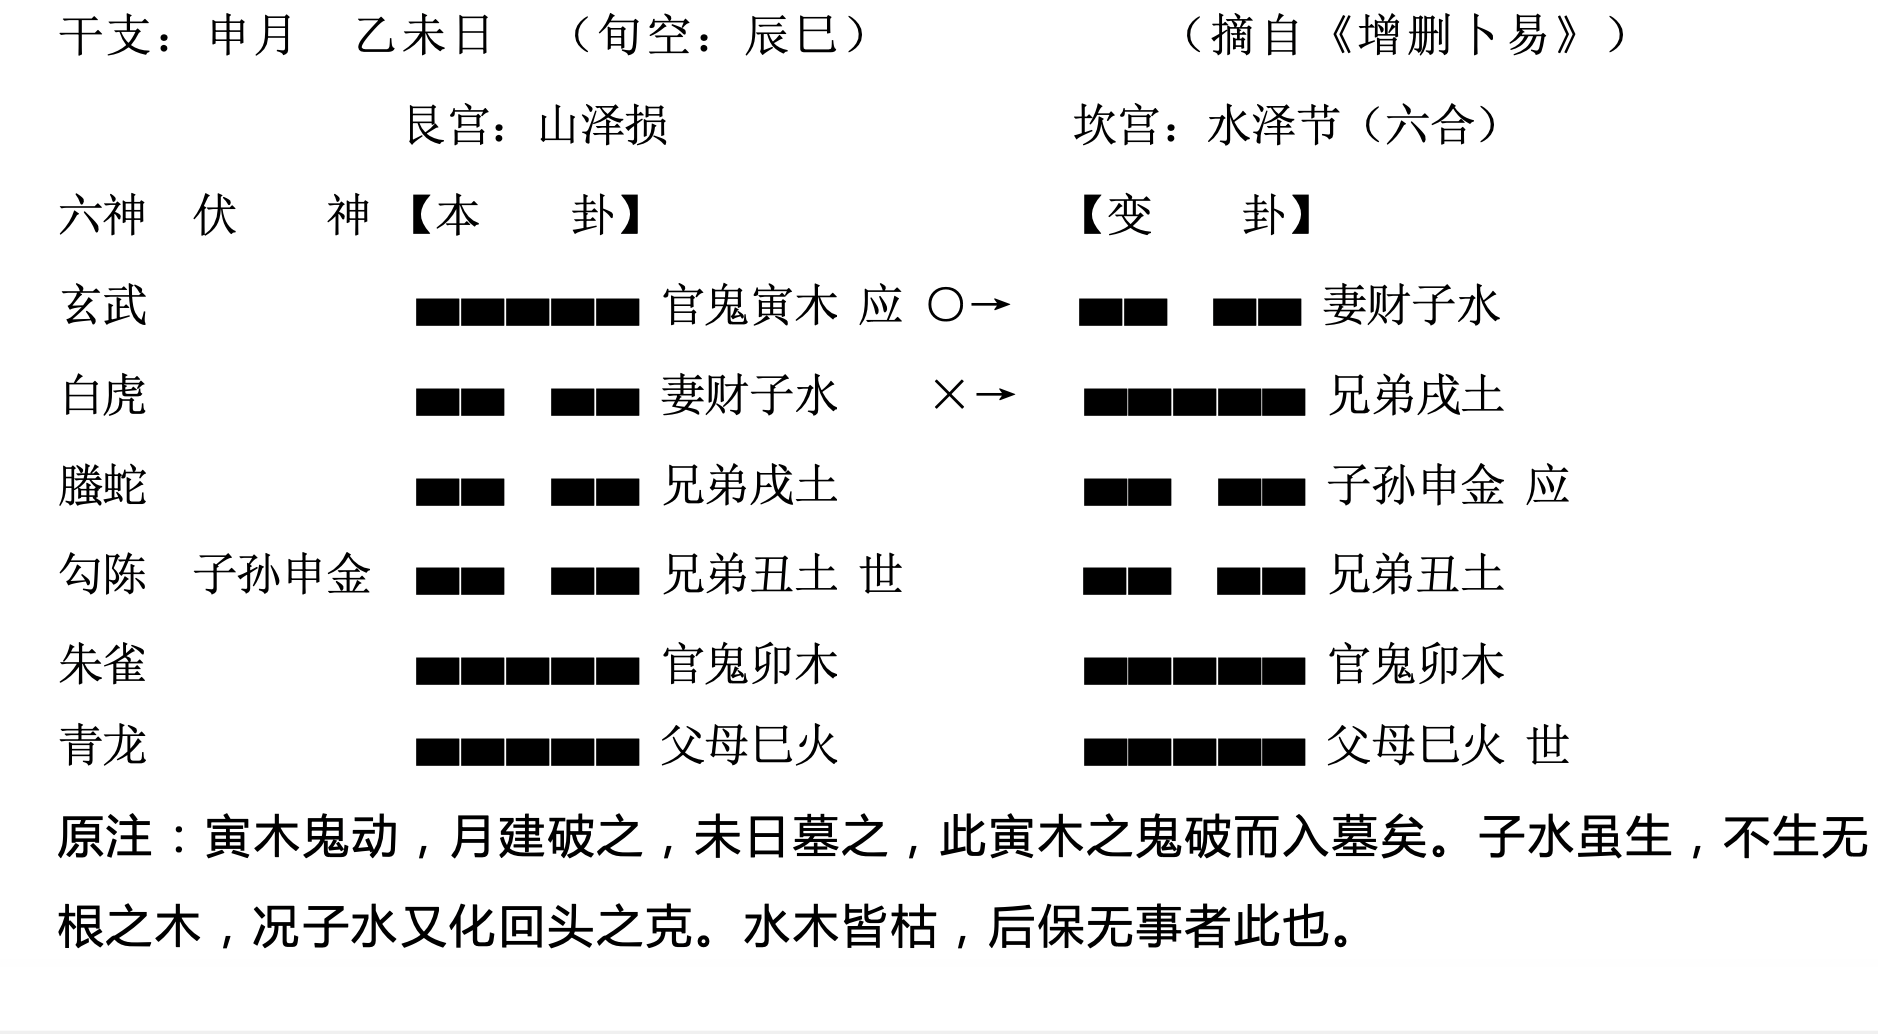 干支：申月 乙未日 （旬空：辰巳） （摘自《增删卜易》）
艮宫：山泽损 坎宫：水泽节（六合）
六神 伏 神 【本 卦】 【变 卦】
玄武 官鬼寅木 应 ○→ 妻财子水
白虎 妻财子水 ×→ 兄弟戌土
螣蛇 兄弟戌土 子孙申金 应
勾陈 子孙申金 兄弟丑土 世 兄弟丑土
朱雀 官鬼卯木 官鬼卯木
青龙 父母巳火 父母巳火 世
原注：寅木鬼动，月建破之，未日墓之，此寅木之鬼破而入墓矣。子水虽生，不生无
根之木，况子水又化回头之克。水木皆枯，后保无事者此也。